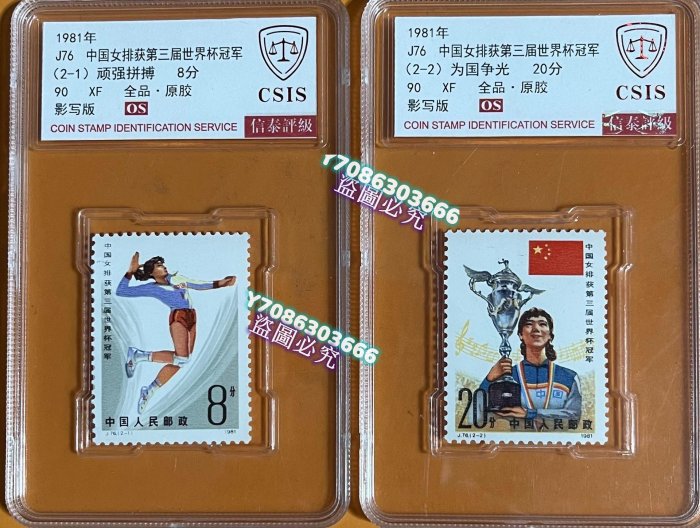 1981年
J76 中国女排获第三届世界杯冠军
(2-1) 顽强拼搏 8分
90 XF 全品·原胶
影写版 OS
CSIS
COIN STAMP IDENTIFICATION SERVICE
信泰評級
1981年
J76 中国女排获第三届世界杯冠军
(2-2) 为国争光 20分
90 XF 全品·原胶
影写版 OS
CSIS
COIN STAMP IDENTIFICATION SERVICE
信泰評級
Y7086303666
盜圖必究
中国女排获第三届世界杯冠军
8分
中国人民邮政
J.76.(2-1)
1981
Y7086303666
盜圖必究
中国女排获第三届世界杯冠军
中国
20分
中国人民邮政
J.76.(2-2)
1981